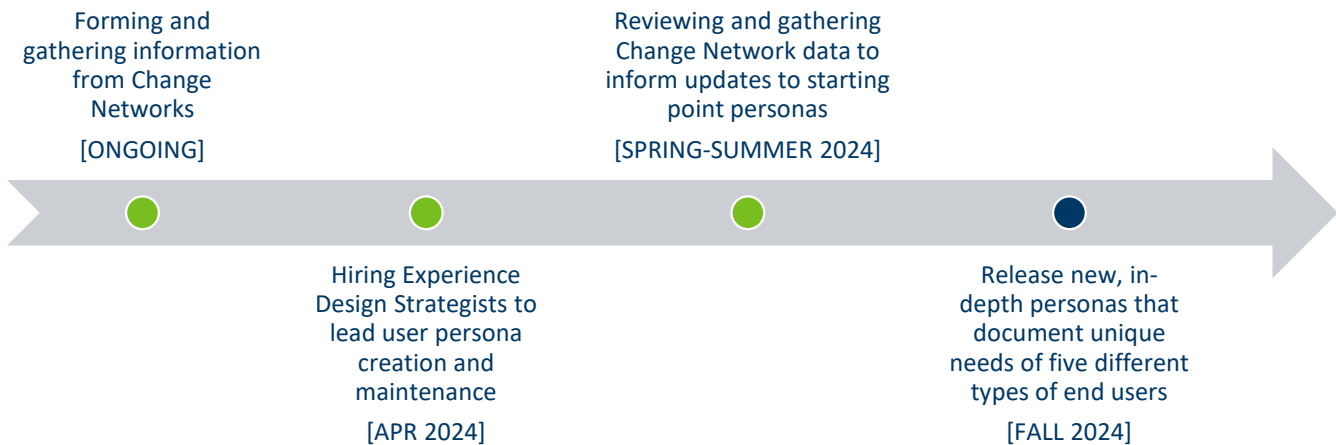 Forming and
gathering information
from Change
Networks
[ONGOING]
Hiring Experience
Design Strategists to
lead user persona
creation and
maintenance
[APR 2024]
Reviewing and gathering
Change Network data to
inform updates to starting
point personas
[SPRING-SUMMER 2024]
Release new, in-
depth personas that
document unique
needs of five different
types of end users
[FALL 2024]